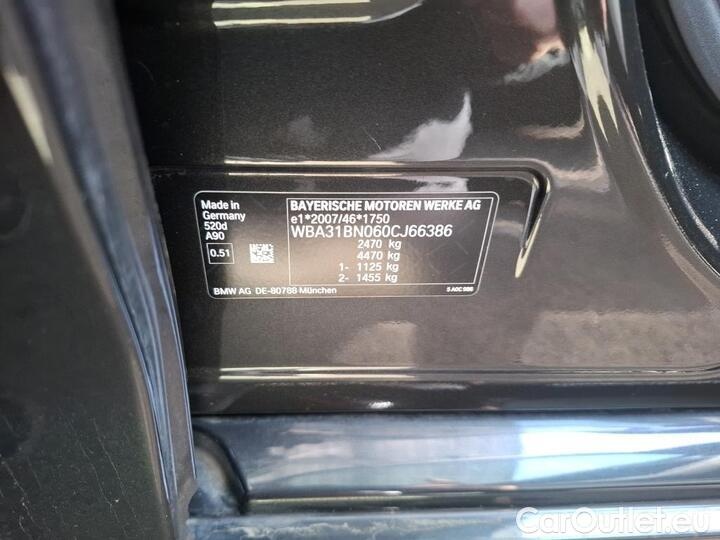 Made in
Germany
520d
A90
0.51
BAYERISCHE MOTOREN WERKE AG
e1*2007/46*1750
WBA31BN060CJ66386
2470 kg
4470 kg
1- 1125 kg
2- 1455 kg
BMW AG DE-80788 München
CarOutlet.eu